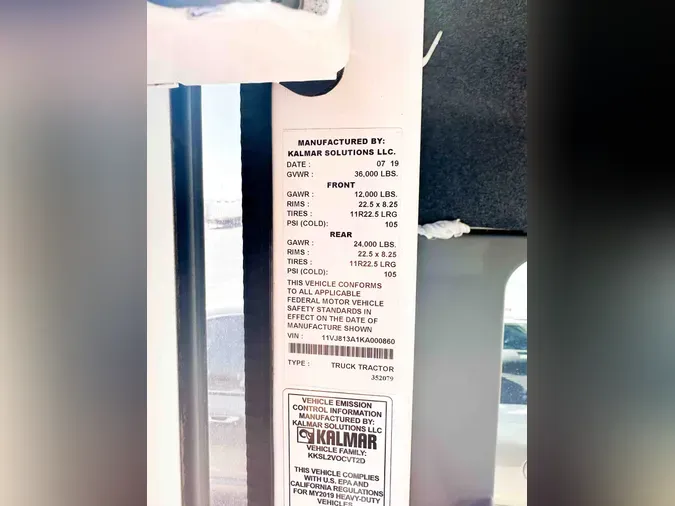 MANUFACTURED BY:
KALMAR SOLUTIONS LLC.
DATE : 07 19
GVWR : 36,000 LBS.
FRONT
GAWR : 12,000 LBS.
RIMS : 22.5 x 8.25
TIRES : 11R22.5 LRG
PSI (COLD): 105
REAR
GAWR : 24,000 LBS.
RIMS : 22.5 x 8.25
TIRES : 11R22.5 LRG
PSI (COLD): 105
THIS VEHICLE CONFORMS
TO ALL APPLICABLE
FEDERAL MOTOR VEHICLE
SAFETY STANDARDS IN
EFFECT ON THE DATE OF
MANUFACTURE SHOWN
VIN : 11VJ813A1KA000860
TYPE : TRUCK TRACTOR
352079
VEHICLE EMISSION
CONTROL INFORMATION
MANUFACTURED BY:
KALMAR SOLUTIONS LLC
KALMAR
VEHICLE FAMILY:
KKSL2VOCVT2D
THIS VEHICLE COMPLIES
WITH U.S. EPA AND
CALIFORNIA REGULATIONS
FOR MY2019 HEAVY-DUTY
VEHICLES